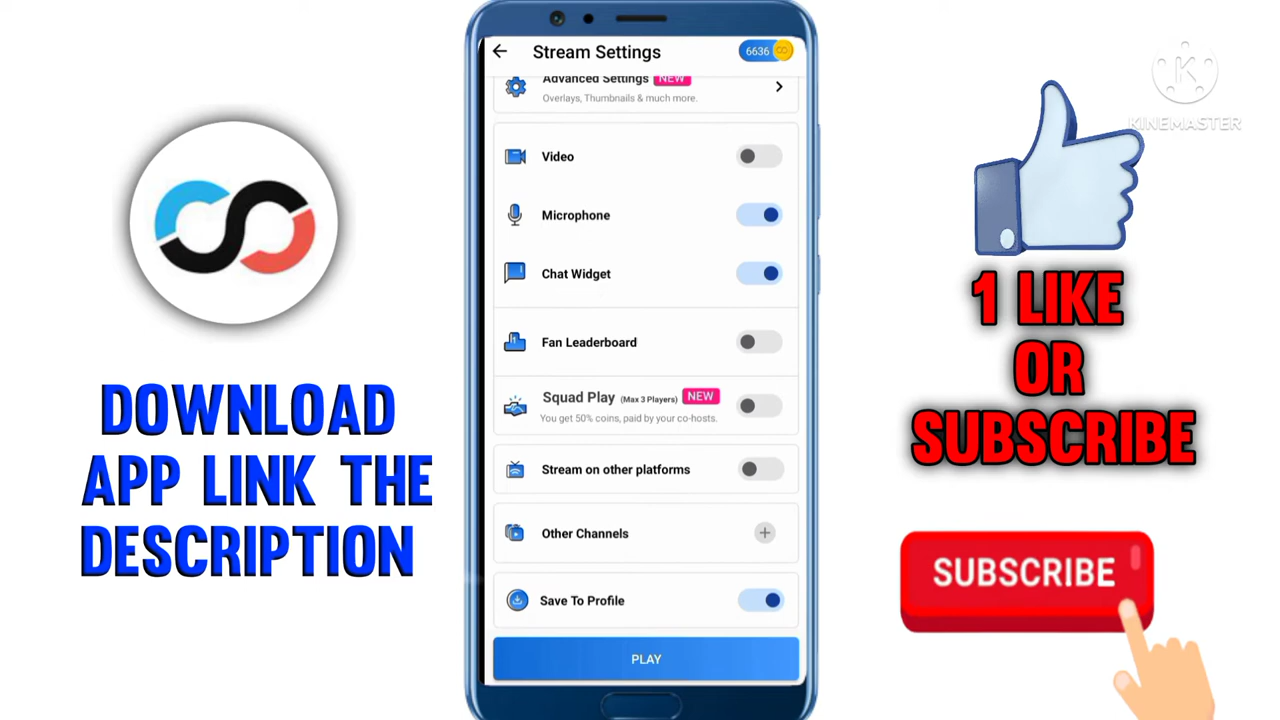 Stream Settings
6636
Advanced Settings NEW
Overlays, Thumbnails & much more.
Video
Microphone
Chat Widget
Fan Leaderboard
Squad Play (Max 3 Players) NEW
You get 50% coins, paid by your co-hosts.
Stream on other platforms
Other Channels
Save To Profile
PLAY
DOWNLOAD
APP LINK THE
DESCRIPTION
K
KINEMASTER
1 LIKE
OR
SUBSCRIBE
SUBSCRIBE